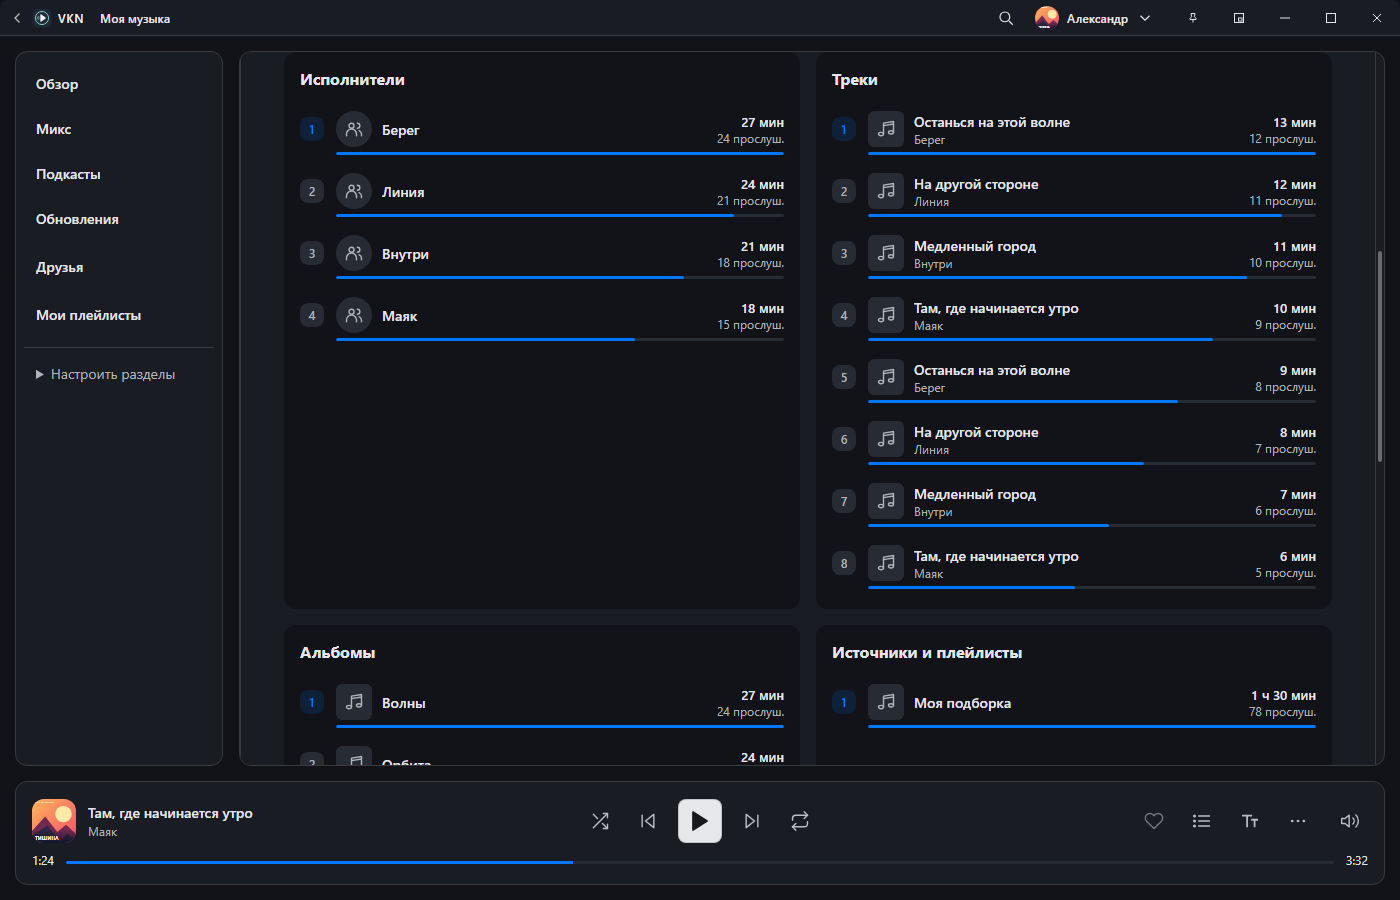 VKN Моя музыка
Александр
Обзор
Микс
Подкасты
Обновления
Друзья
Мои плейлисты
Настроить разделы
Исполнители
1 Берег 27 мин
24 прослуш.
2 Линия 24 мин
21 прослуш.
3 Внутри 21 мин
18 прослуш.
4 Маяк 18 мин
15 прослуш.
Треки
1 Останься на этой волне 13 мин
Берег 12 прослуш.
2 На другой стороне 12 мин
Линия 11 прослуш.
3 Медленный город 11 мин
Внутри 10 прослуш.
4 Там, где начинается утро 10 мин
Маяк 9 прослуш.
5 Останься на этой волне 9 мин
Берег 8 прослуш.
6 На другой стороне 8 мин
Линия 7 прослуш.
7 Медленный город 7 мин
Внутри 6 прослуш.
8 Там, где начинается утро 6 мин
Маяк 5 прослуш.
Альбомы
1 Волны 27 мин
24 прослуш.
2 Орбита 24 мин
Источники и плейлисты
1 Моя подборка 1 ч 30 мин
78 прослуш.
ТИШИНА
Там, где начинается утро
Маяк
1:24
3:32